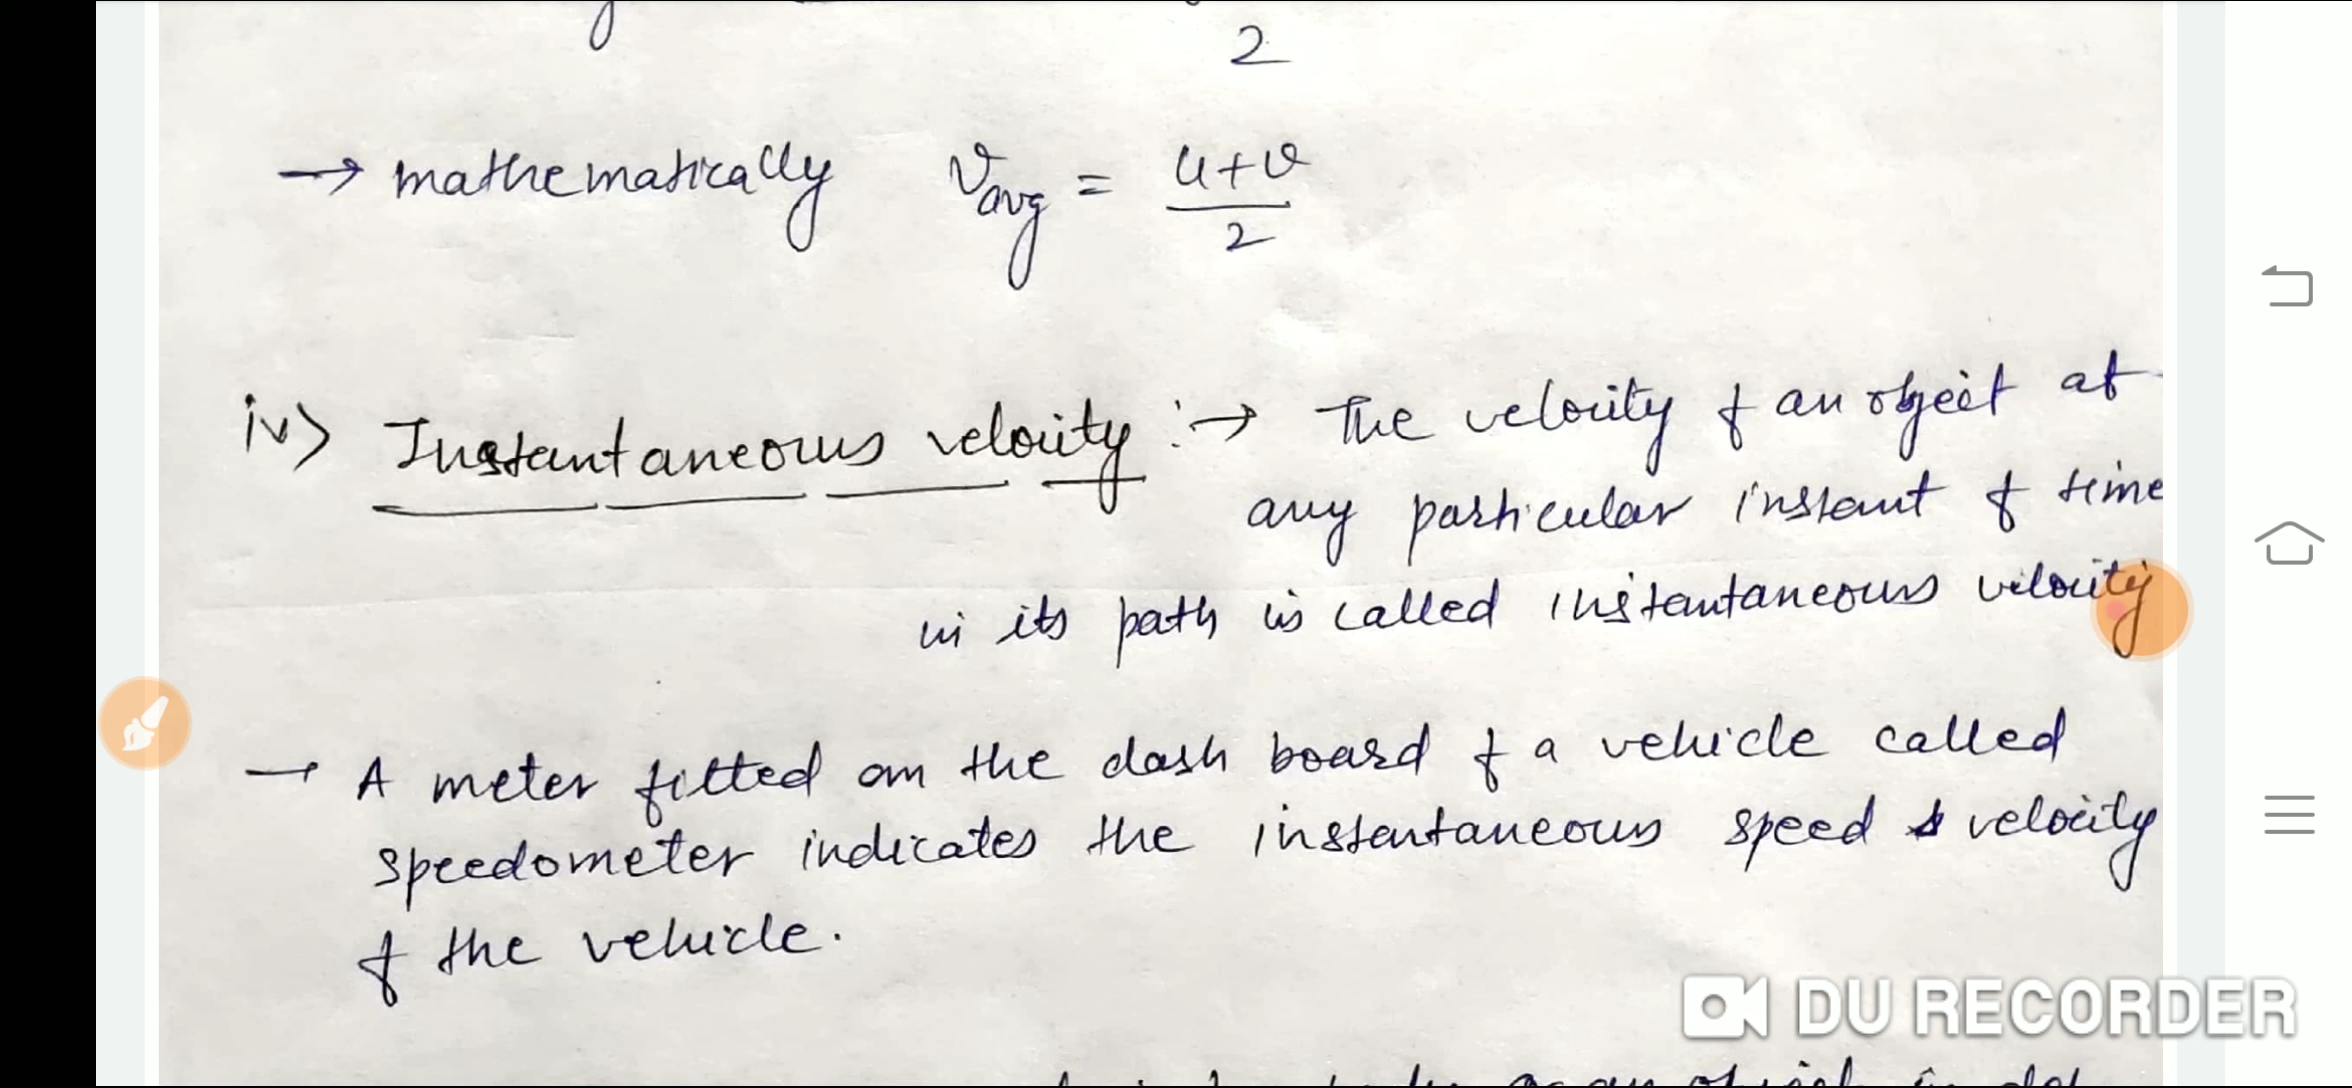 2
→ mathematically Vavg = u+v
2
iv) Instantaneous velocity :→ The velocity of an object at
any particular instant of time
in its path is called instantaneous velocity
→ A meter fitted on the dash board of a vehicle called
speedometer indicates the instantaneous speed & velocity
of the vehicle.
DU RECORDER